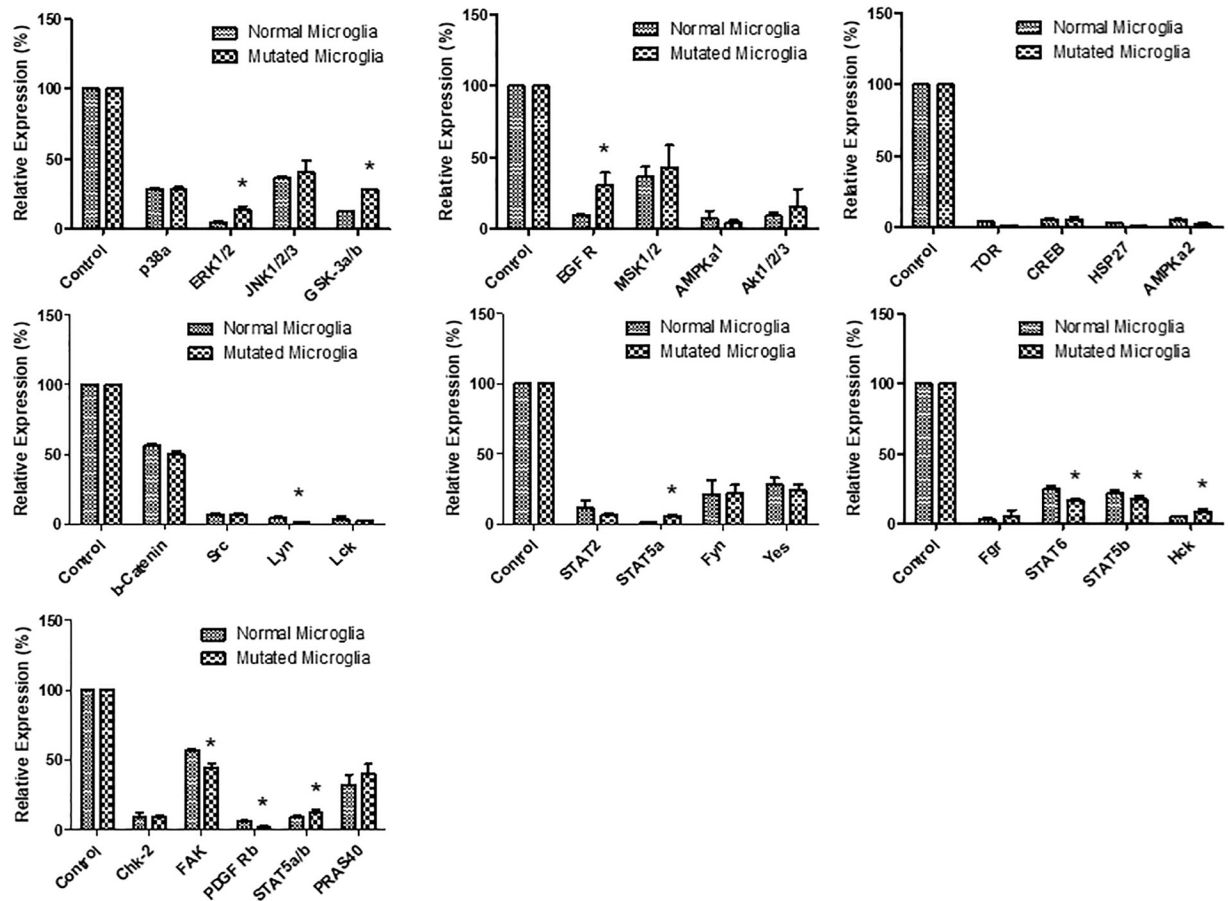 Relative Expression (%)
150
100
50
0
Normal Microglia
Mutated Microglia
*
*
Control
p38a
ERK1/2
JNK1/2/3
GSK-3a/b
Relative Expression (%)
150
100
50
0
Normal Microglia
Mutated Microglia
*
Control
EGF R
MSK1/2
AMPKa1
Akt1/2/3
Relative Expression (%)
150
100
50
0
Normal Microglia
Mutated Microglia
Control
TOR
CREB
HSP27
AMPKa2
Relative Expression (%)
150
100
50
0
Normal Microglia
Mutated Microglia
*
Control
b-Catenin
Src
Lyn
Lck
Relative Expression (%)
150
100
50
0
Normal Microglia
Mutated Microglia
*
Control
STAT2
STAT5a
Fyn
Yes
Relative Expression (%)
150
100
50
0
Normal Microglia
Mutated Microglia
*
*
*
Control
Fgr
STAT6
STAT5b
Hck
Relative Expression (%)
150
100
50
0
Normal Microglia
Mutated Microglia
*
*
*
Control
Chk-2
FAK
PDGF Rb
STAT5a/b
PRAS40